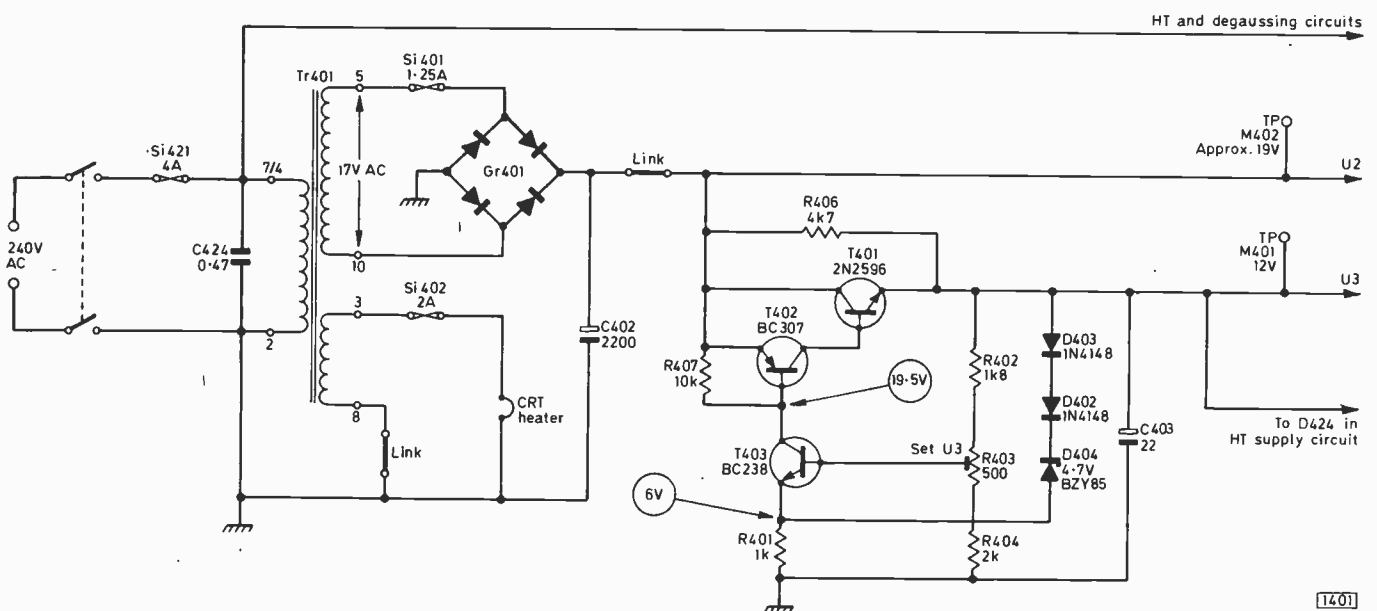 HT and degaussing circuits
Tr401
5
Si401
1·25A
Si421
4A
7/4
17V AC
Gr401
Link
TP
M402
Approx. 19V
U2
240V
AC
C424
0·47
2
10
3
Si402
2A
CRT
heater
8
Link
C402
2200
R406
4k7
T401
2N2596
TP
M401
12V
U3
T402
BC307
R407
10k
19·5V
R402
1k8
D403
1N4148
D402
1N4148
C403
22
To D424 in
HT supply circuit
T403
BC238
Set U3
R403
500
D404
4·7V
BZY85
6V
R401
1k
R404
2k
1401